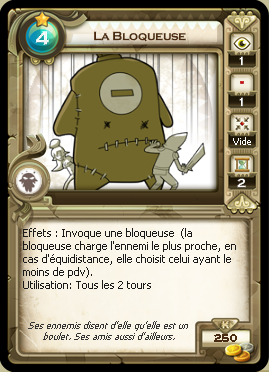 4
La Bloqueuse
1
1
Vide
2
Effets : Invoque une bloqueuse (la
bloqueuse charge l'ennemi le plus proche, en
cas d'équidistance, elle choisit celui ayant le
moins de pdv).
Utilisation: Tous les 2 tours
Ses ennemis disent d'elle qu'elle est un
boulet. Ses amis aussi d'ailleurs.
K
250